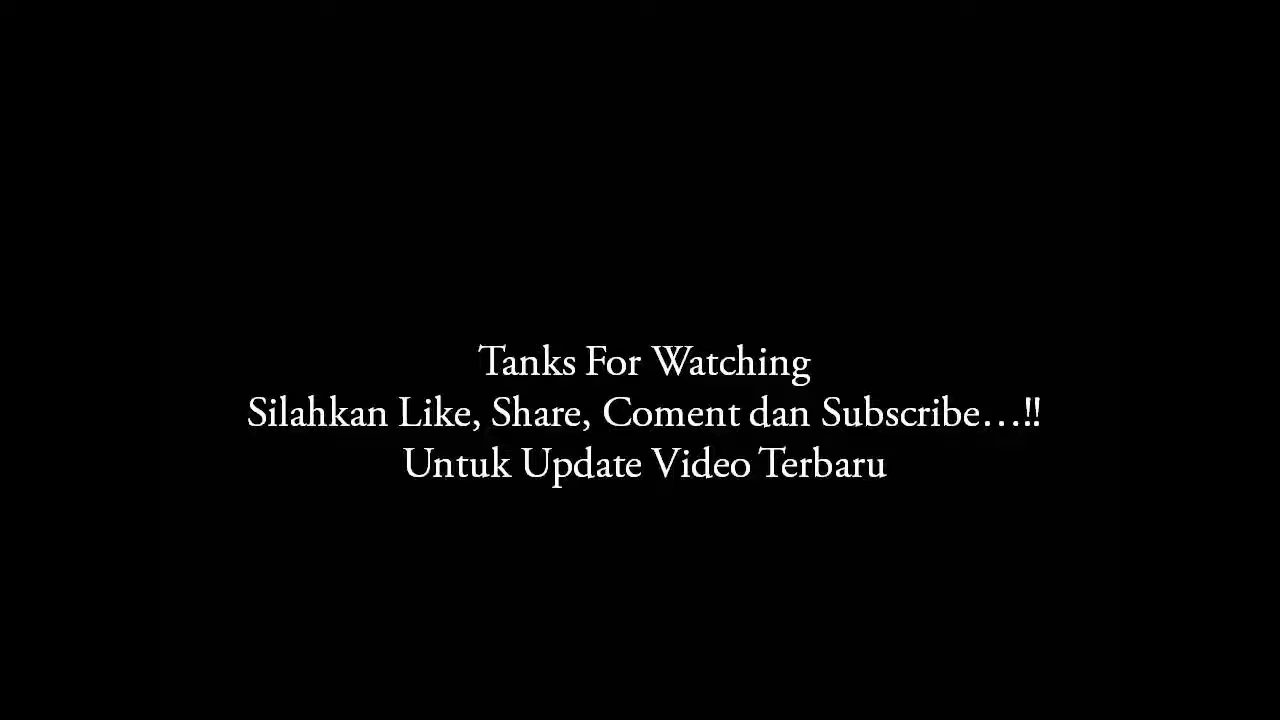 Tanks For Watching
Silahkan Like, Share, Coment dan Subscribe...!!
Untuk Update Video Terbaru